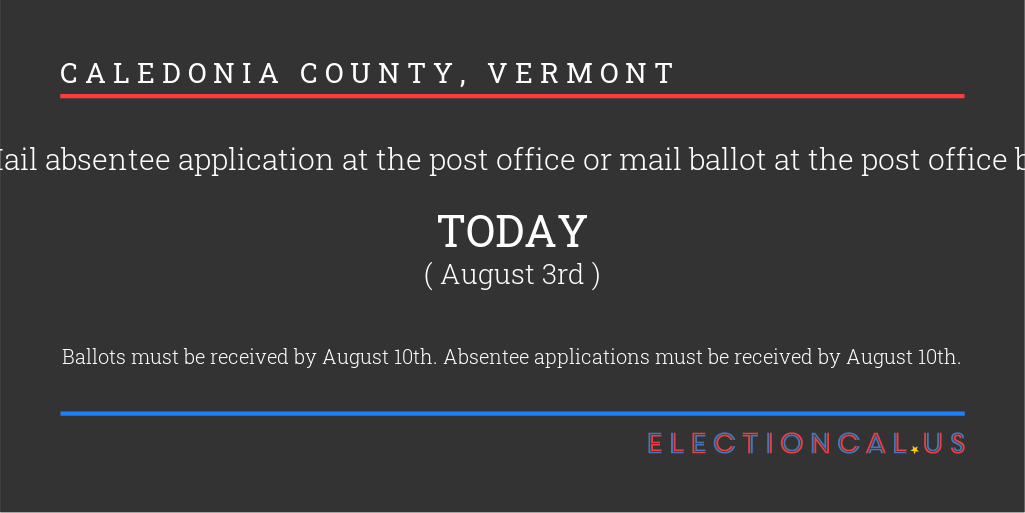 CALEDONIA COUNTY, VERMONT
ail absentee application at the post office or mail ballot at the post office b
TODAY
( August 3rd )
Ballots must be received by August 10th. Absentee applications must be received by August 10th.
ELECTIONCAL.US